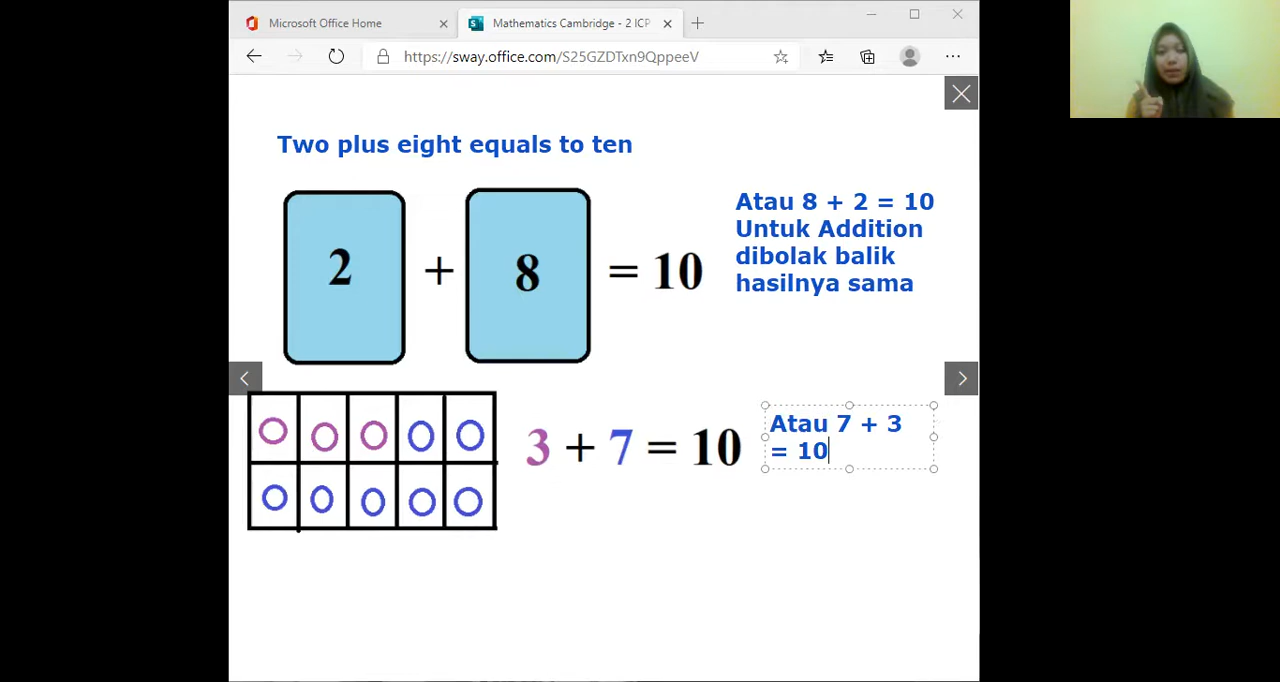 Microsoft Office Home
Mathematics Cambridge - 2 ICP
https://sway.office.com/S25GZDTxn9QppeeV
Two plus eight equals to ten
2 + 8 = 10
Atau 8 + 2 = 10
Untuk Addition
dibolak balik
hasilnya sama
3 + 7 = 10
Atau 7 + 3
= 10